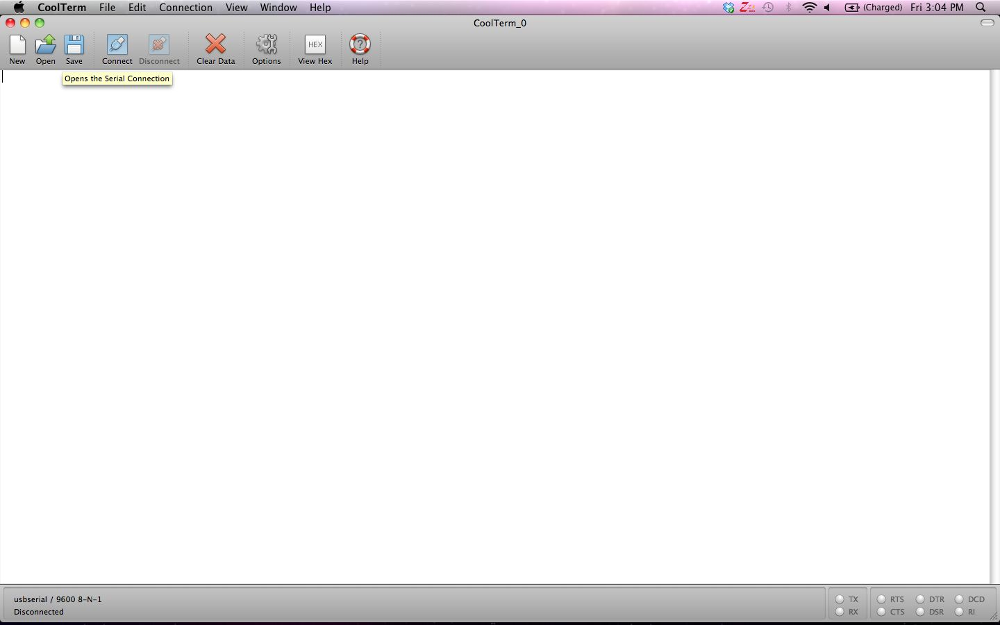 CoolTerm File Edit Connection View Window Help (Charged) Fri 3:04 PM
CoolTerm_0
HEX
New Open Save Connect Disconnect Clear Data Options View Hex Help
Opens the Serial Connection
usbserial / 9600 8-N-1
TX RTS DTR DCD
Disconnected
RX CTS DSR RI